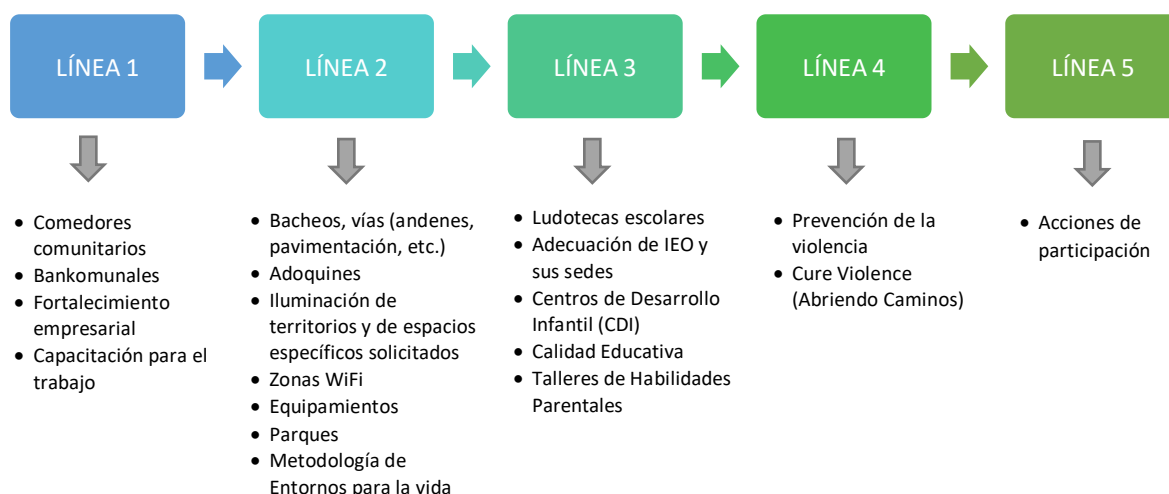 LÍNEA 1
LÍNEA 2
LÍNEA 3
LÍNEA 4
LÍNEA 5
• Comedores
comunitarios
• Bankomunales
• Fortalecimiento
empresarial
• Capacitación para el
trabajo
• Bacheos, vías (andenes,
pavimentación, etc.)
• Adoquines
• Iluminación de
territorios y de espacios
específicos solicitados
• Zonas WiFi
• Equipamientos
• Parques
• Metodología de
Entornos para la vida
• Ludotecas escolares
• Adecuación de IEO y
sus sedes
• Centros de Desarrollo
Infantil (CDI)
• Calidad Educativa
• Talleres de Habilidades
Parentales
• Prevención de la
violencia
• Cure Violence
(Abriendo Caminos)
• Acciones de
participación